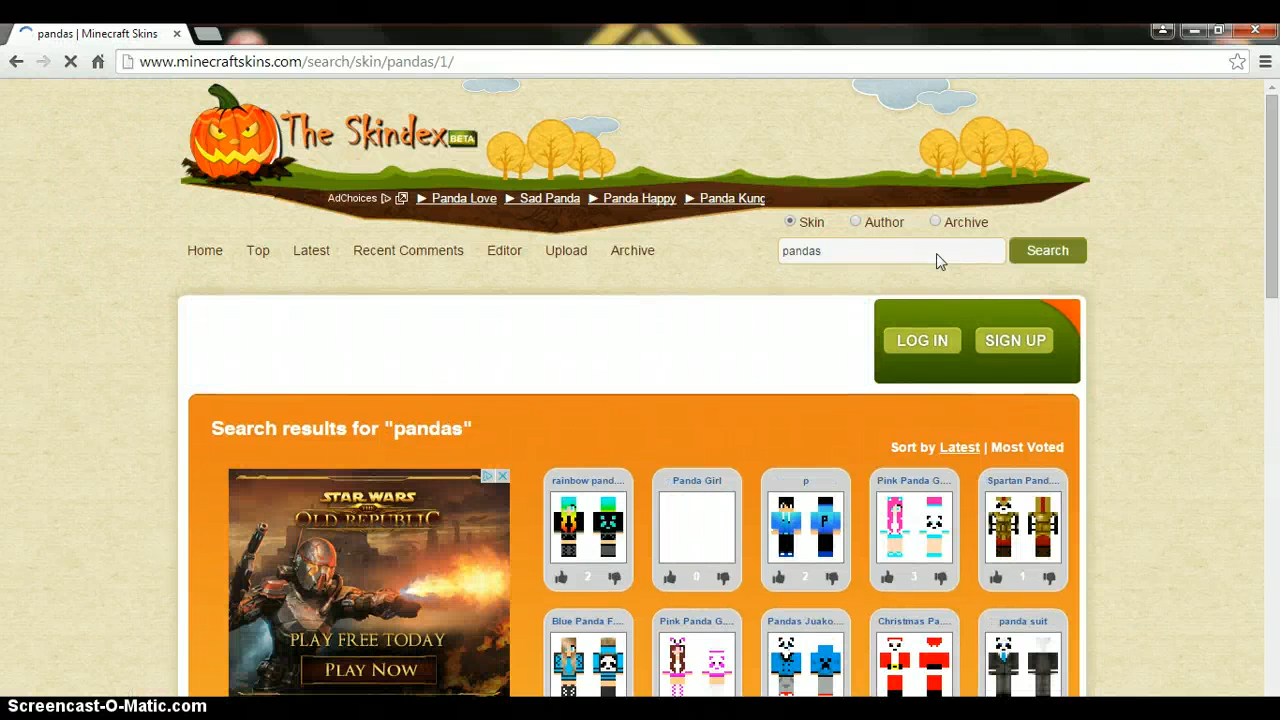 pandas | Minecraft Skins
www.minecraftskins.com/search/skin/pandas/1/
The Skindex BETA
AdChoices Panda Love Sad Panda Panda Happy Panda Kung
Skin Author Archive
Home Top Latest Recent Comments Editor Upload Archive
pandas Search
LOG IN SIGN UP
Search results for "pandas"
Sort by Latest | Most Voted
STAR WARS
THE OLD REPUBLIC
PLAY FREE TODAY
PLAY NOW
rainbow pand.... Panda Girl p Pink Panda G.... Spartan Pand....
P
2 0 2 3 1
Blue Panda F.... Pink Panda G.... Pandas Juako.... Christmas Pa.... panda suit
Screencast-O-Matic.com